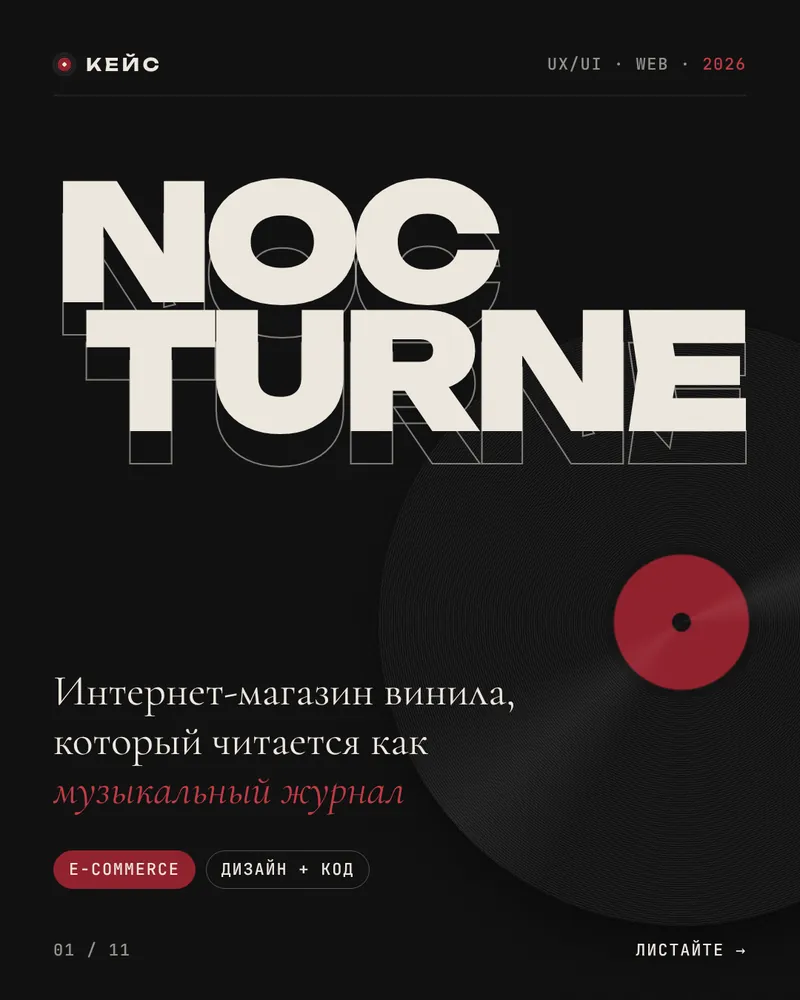 КЕЙС
UX/UI · WEB · 2026
NOC
TURNE
Интернет-магазин винила,
который читается как
музыкальный журнал
E-COMMERCE
ДИЗАЙН + КОД
01 / 11
ЛИСТАЙТЕ →